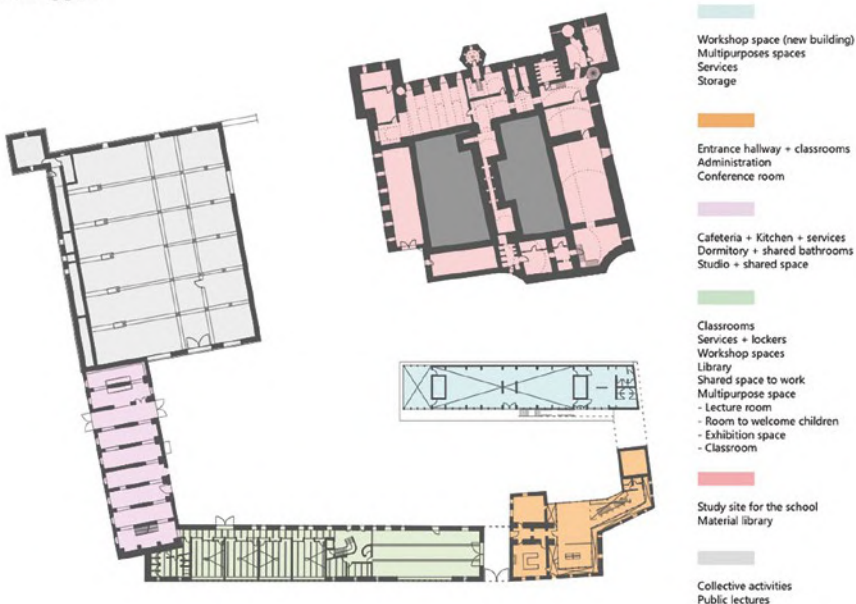 Workshop space (new building)
Multipurposes spaces
Services
Storage
Entrance hallway + classrooms
Administration
Conference room
Cafeteria + Kitchen + services
Dormitory + shared bathrooms
Studio + shared space
Classrooms
Services + lockers
Workshop spaces
Library
Shared space to work
Multipurpose space
- Lecture room
- Room to welcome children
- Exhibition space
- Classroom
Study site for the school
Material library
Collective activities
Public lectures